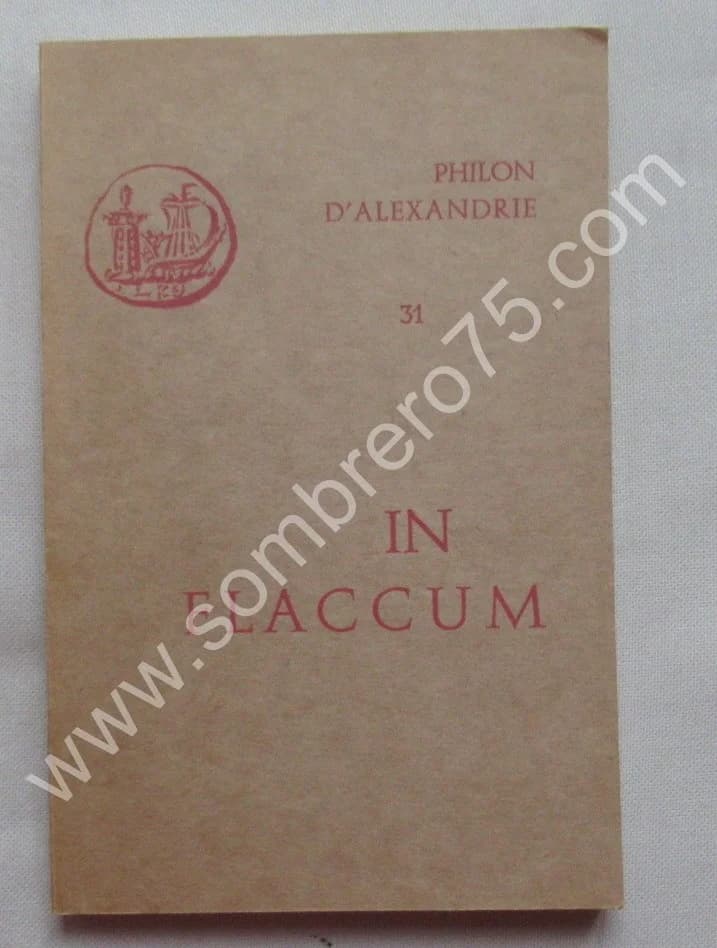 PHILON
D'ALEXANDRIE
31
IN
FLACCUM
www.sombrero75.com